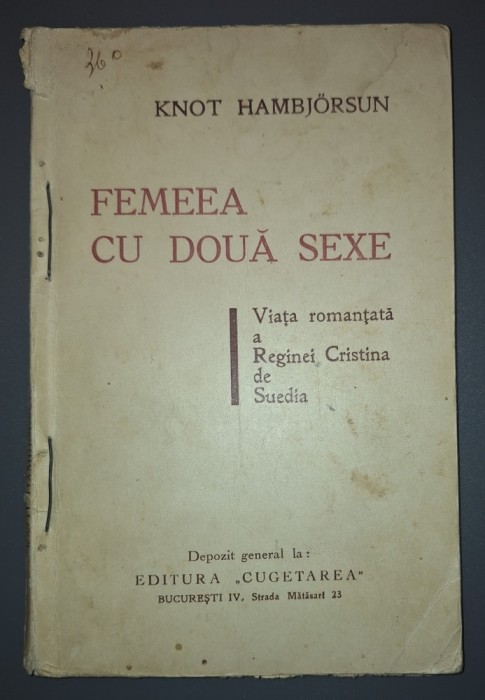 36°
KNOT HAMBJÖRSUN
FEMEEA
CU DOUĂ SEXE
Viața romanțată
a
Reginei Cristina
de
Suedia
Depozit general la :
EDITURA „CUGETAREA“
BUCUREȘTI IV, Strada Mătăsari 23